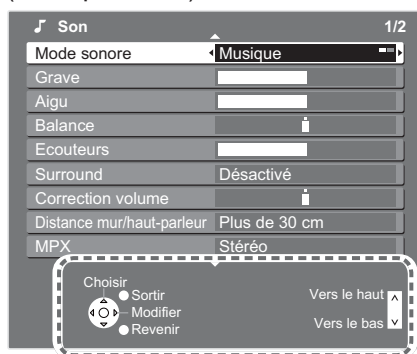 Son 1/2
Mode sonore Musique
Grave
Aigu
Balance
Ecouteurs
Surround Désactivé
Correction volume
Distance mur/haut-parleur Plus de 30 cm
MPX Stéréo
Choisir
Sortir
Modifier
Revenir
Vers le haut
Vers le bas